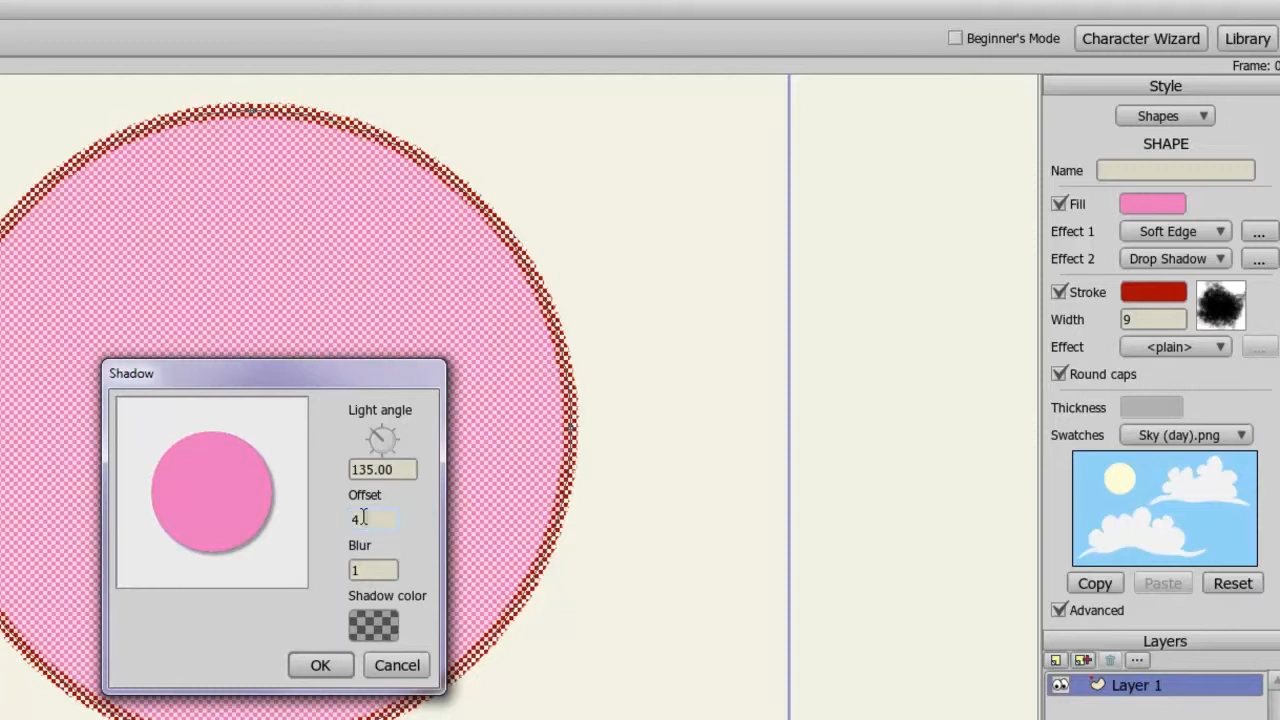 Beginner's Mode
Character Wizard
Library
Frame: 0
Style
Shapes
SHAPE
Name
Fill
Effect 1 Soft Edge ...
Effect 2 Drop Shadow ...
Stroke
Width 9
Effect <plain> ...
Round caps
Thickness
Swatches Sky (day).png
Copy Paste Reset
Advanced
Layers
...
Layer 1
Shadow
Light angle
135.00
Offset
4
Blur
1
Shadow color
OK Cancel